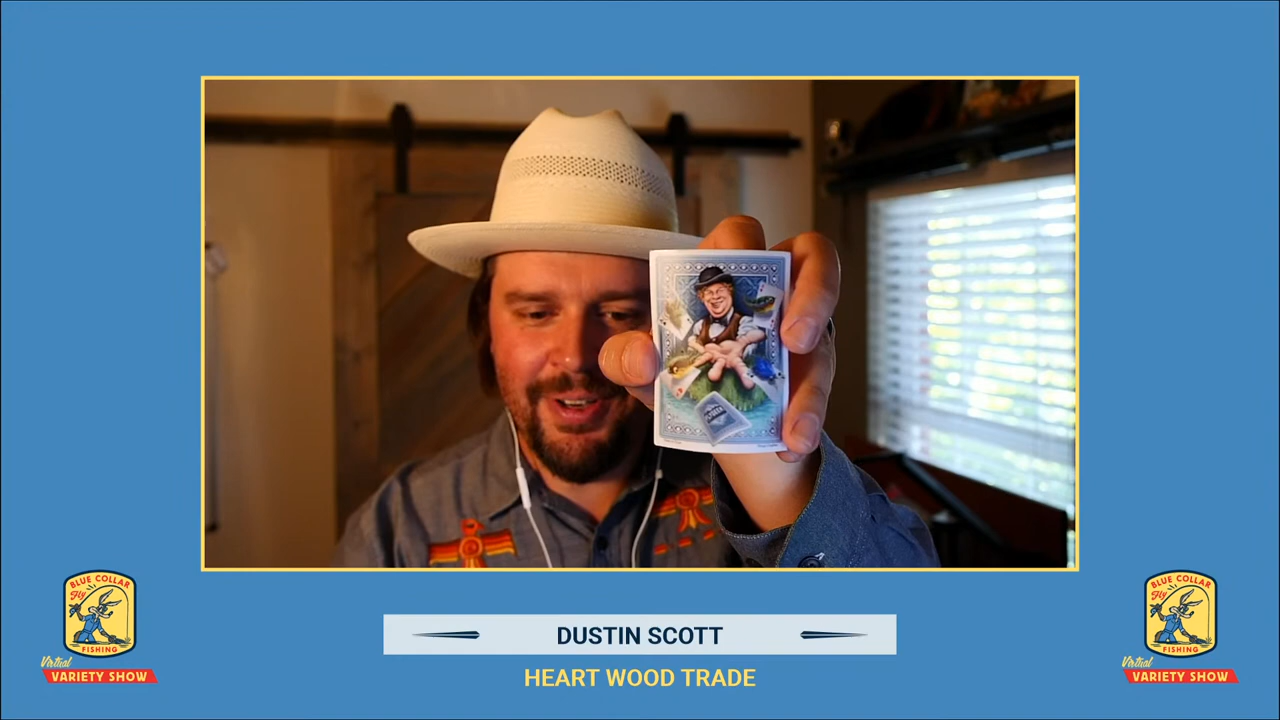 DUSTIN SCOTT
HEART WOOD TRADE
BLUE COLLAR
Fly
FISHING
Virtual
VARIETY SHOW
BLUE COLLAR
Fly
FISHING
Virtual
VARIETY SHOW